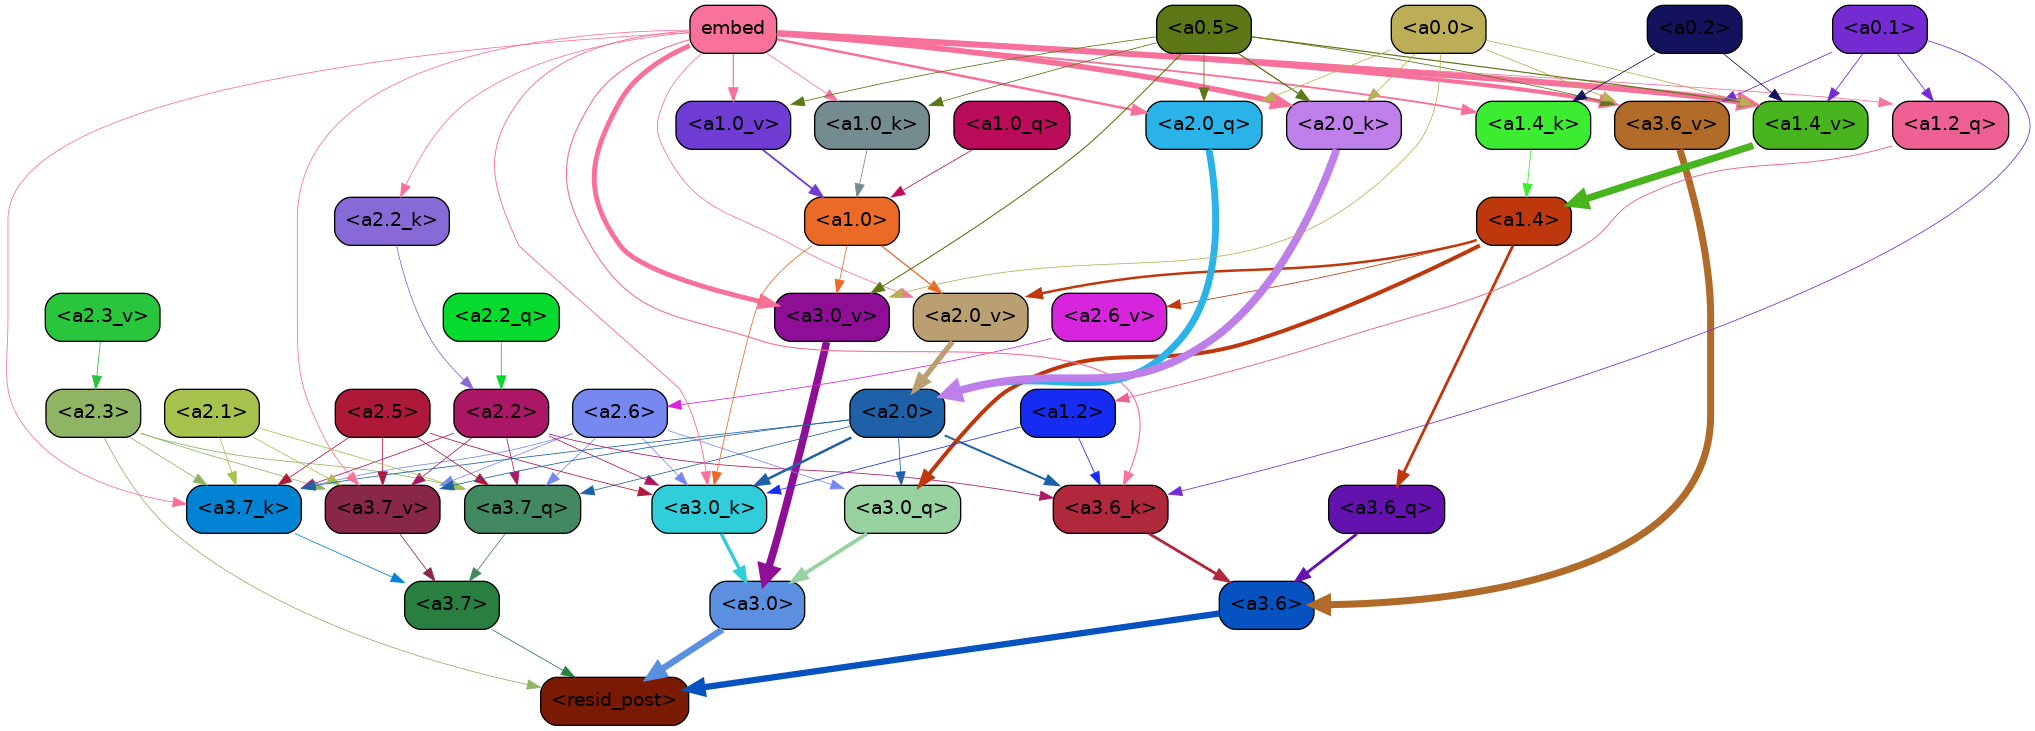 embed
<a0.5>
<a0.0>
<a0.2>
<a0.1>
<a1.0_v>
<a1.0_k>
<a1.0_q>
<a2.0_q>
<a2.0_k>
<a1.4_k>
<a3.6_v>
<a1.4_v>
<a1.2_q>
<a2.2_k>
<a1.0>
<a1.4>
<a2.3_v>
<a2.2_q>
<a3.0_v>
<a2.0_v>
<a2.6_v>
<a2.3>
<a2.1>
<a2.5>
<a2.2>
<a2.6>
<a2.0>
<a1.2>
<a3.7_k>
<a3.7_v>
<a3.7_q>
<a3.0_k>
<a3.0_q>
<a3.6_k>
<a3.6_q>
<a3.7>
<a3.0>
<a3.6>
<resid_post>